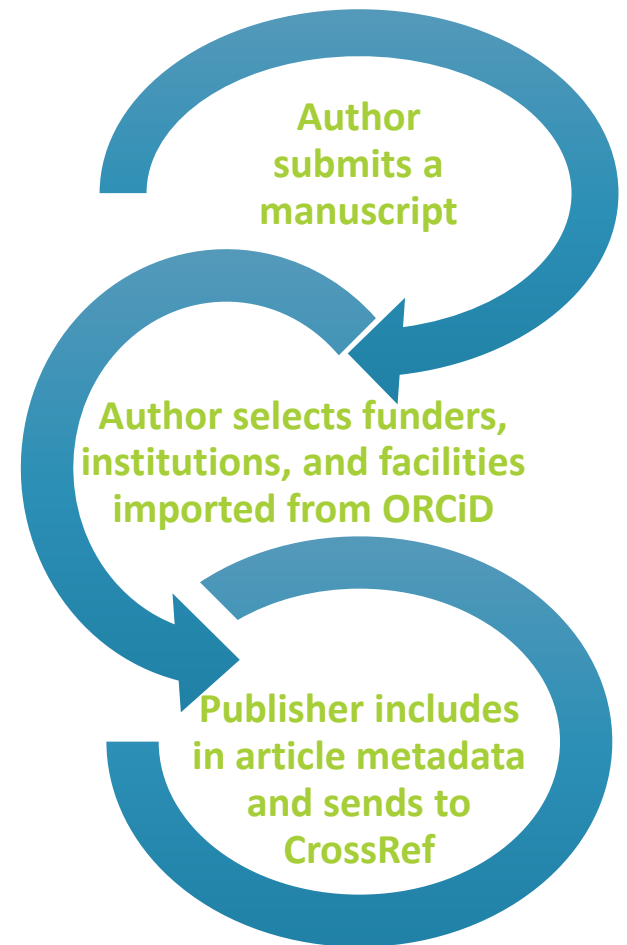 Author
submits a
manuscript
Author selects funders,
institutions, and facilities
imported from ORCiD
Publisher includes
in article metadata
and sends to
CrossRef